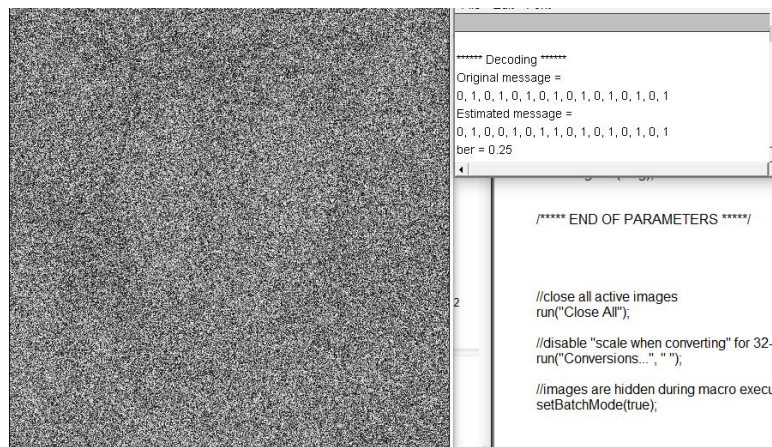 ****** Decoding ******
Original message =
0, 1, 0, 1, 0, 1, 0, 1, 0, 1, 0, 1, 0, 1, 0, 1
Estimated message =
0, 1, 0, 0, 1, 0, 1, 1, 0, 1, 0, 1, 0, 1, 0, 1
ber = 0.25
/***** END OF PARAMETERS *****/
2
//close all active images
run("Close All");
//disable "scale when converting" for 32-
run("Conversions...", " ");
//images are hidden during macro execu
setBatchMode(true);